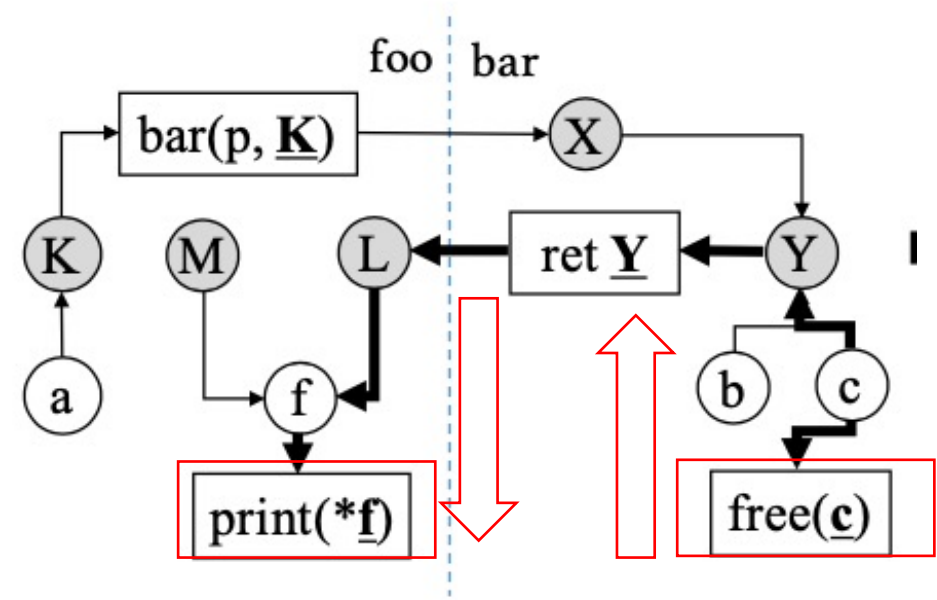 foo bar
bar(p, K)
X
K M L ret Y Y
a f b c
print(*f) free(c)